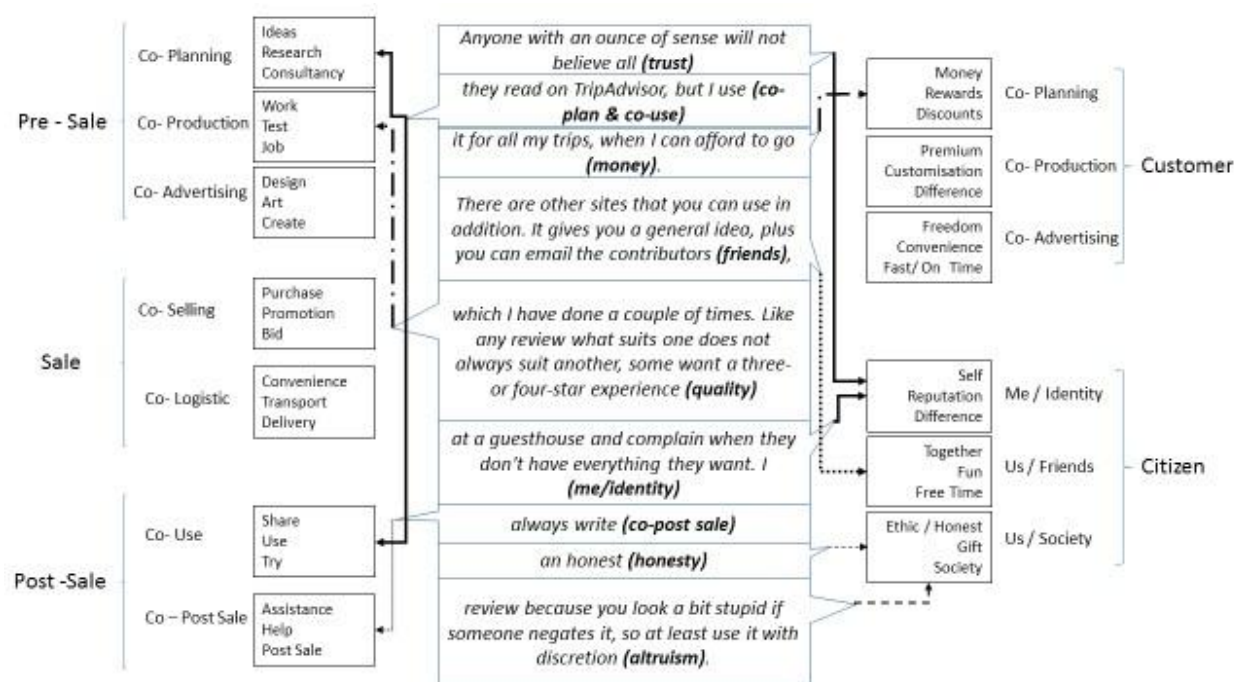 Pre - Sale
Co- Planning
Ideas
Research
Consultancy
Co- Production
Work
Test
Job
Co- Advertising
Design
Art
Create
Sale
Co- Selling
Purchase
Promotion
Bid
Co- Logistic
Convenience
Transport
Delivery
Post -Sale
Co- Use
Share
Use
Try
Co – Post Sale
Assistance
Help
Post Sale
Anyone with an ounce of sense will not
believe all (trust)
they read on TripAdvisor, but I use (co-
plan & co-use)
it for all my trips, when I can afford to go
(money).
There are other sites that you can use in
addition. It gives you a general idea, plus
you can email the contributors (friends),
which I have done a couple of times. Like
any review what suits one does not
always suit another, some want a three-
or four-star experience (quality)
at a guesthouse and complain when they
don't have everything they want. I
(me/identity)
always write (co-post sale)
an honest (honesty)
review because you look a bit stupid if
someone negates it, so at least use it with
discretion (altruism).
Money
Rewards
Discounts
Co- Planning
Premium
Customisation
Difference
Co- Production
Freedom
Convenience
Fast/ On Time
Co- Advertising
Customer
Self
Reputation
Difference
Me / Identity
Together
Fun
Free Time
Us / Friends
Ethic / Honest
Gift
Society
Us / Society
Citizen